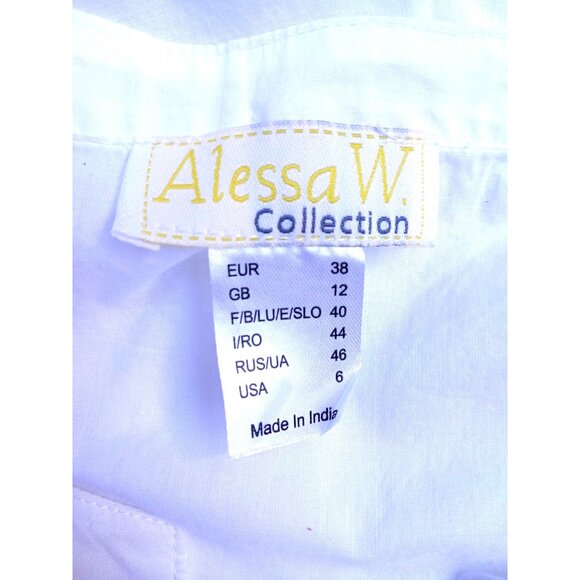 Alessa W.
Collection
EUR 38
GB 12
F/B/LU/E/SLO 40
I/RO 44
RUS/UA 46
USA 6
Made In India